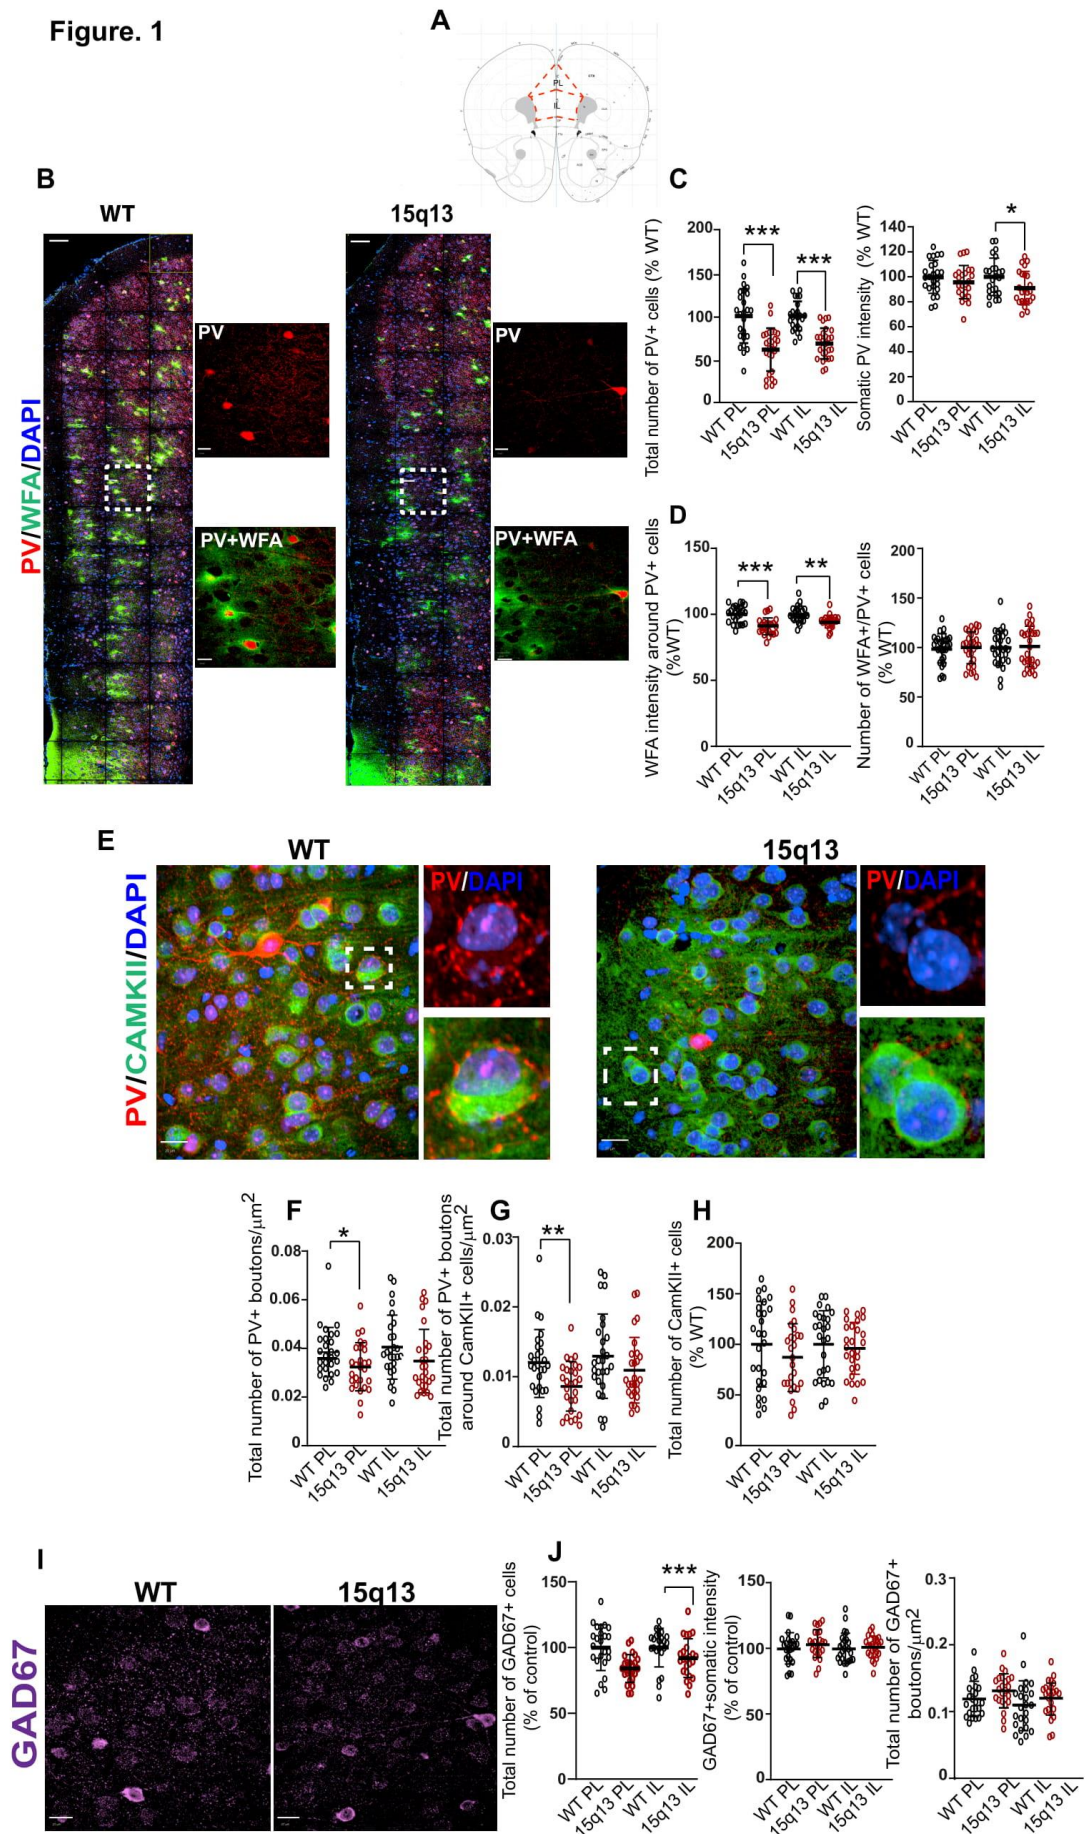 Figure. 1
A
PL
IL
B
WT
15q13
PV/WFA/DAPI
PV
PV+WFA
PV
PV+WFA
C
Total number of PV+ cells (% WT)
200
150
100
50
0
***
***
WT PL
15q13 PL
WT IL
15q13 IL
Somatic PV intensity (% WT)
140
120
100
80
60
40
20
0
*
WT PL
15q13 PL
WT IL
15q13 IL
D
WFA intensity around PV+ cells
(%WT)
150
100
50
0
***
**
WT PL
15q13 PL
WT IL
15q13 IL
Number of WFA+/PV+ cells
(% WT)
200
150
100
50
0
WT PL
15q13 PL
WT IL
15q13 IL
E
WT
15q13
PV/CAMKII/DAPI
PV/DAPI
PV/DAPI
F
Total number of PV+ boutons/µm2
0.08
0.06
0.04
0.02
0
*
WT PL
15q13 PL
WT IL
15q13 IL
G
Total number of PV+ boutons
around CamKII+ cells/µm2
0.03
0.02
0.01
0
**
WT PL
15q13 PL
WT IL
15q13 IL
H
Total number of CamKII+ cells
(% WT)
200
150
100
50
0
WT PL
15q13 PL
WT IL
15q13 IL
I
WT
15q13
GAD67
J
Total number of GAD67+ cells
(% of control)
150
100
50
0
***
WT PL
15q13 PL
WT IL
15q13 IL
GAD67+somatic intensity
(% of control)
150
100
50
0
WT PL
15q13 PL
WT IL
15q13 IL
Total number of GAD67+
boutons/µm2
0.3
0.2
0.1
0
WT PL
15q13 PL
WT IL
15q13 IL